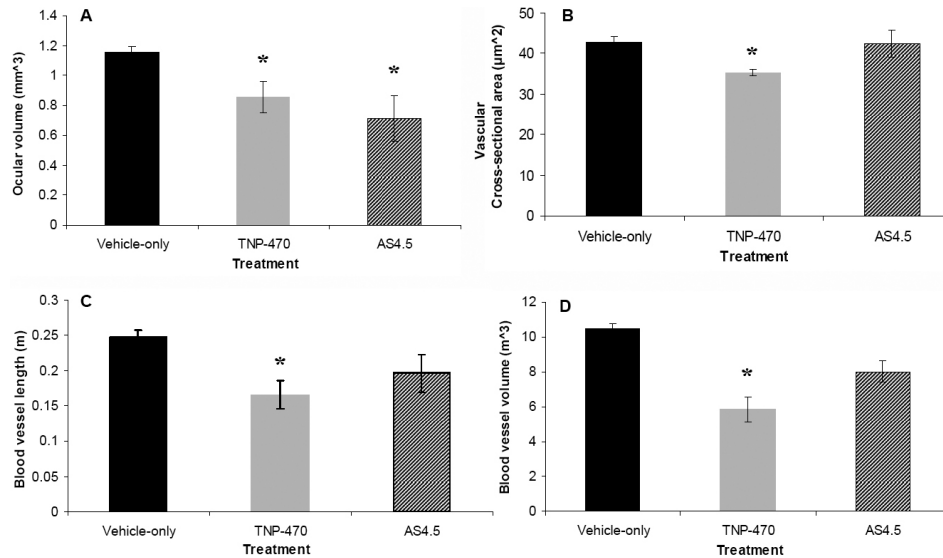 A
Ocular volume (mm^3)
1.4
1.2
1
0.8
0.6
0.4
0.2
0
*
*
Vehicle-only TNP-470 AS4.5
Treatment
B
Vascular
Cross-sectional area (µm^2)
50
40
30
20
10
0
*
Vehicle-only TNP-470 AS4.5
Treatment
C
Blood vessel length (m)
0.3
0.25
0.2
0.15
0.1
0.05
0
*
Vehicle-only TNP-470 AS4.5
Treatment
D
Blood vessel volume (m^3)
12
10
8
6
4
2
0
*
Vehicle-only TNP-470 AS4.5
Treatment